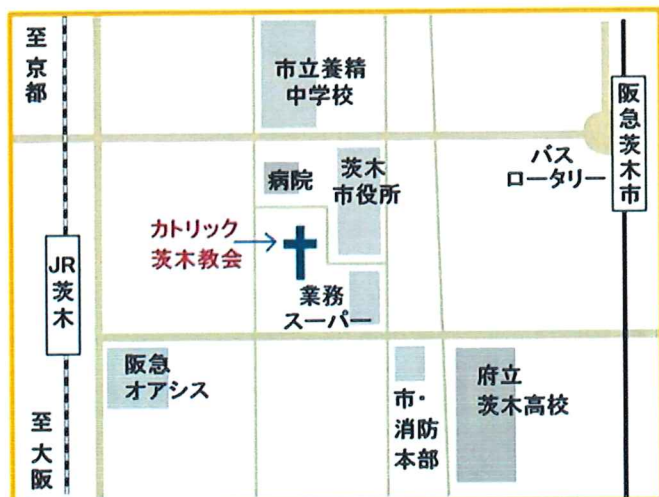 至京都
市立養精
中学校
阪急茨木市
バス
ロータリー
病院
茨木
市役所
カトリック
茨木教会
JR茨木
業務
スーパー
阪急
オアシス
市・
消防
本部
府立
茨木高校
至大阪